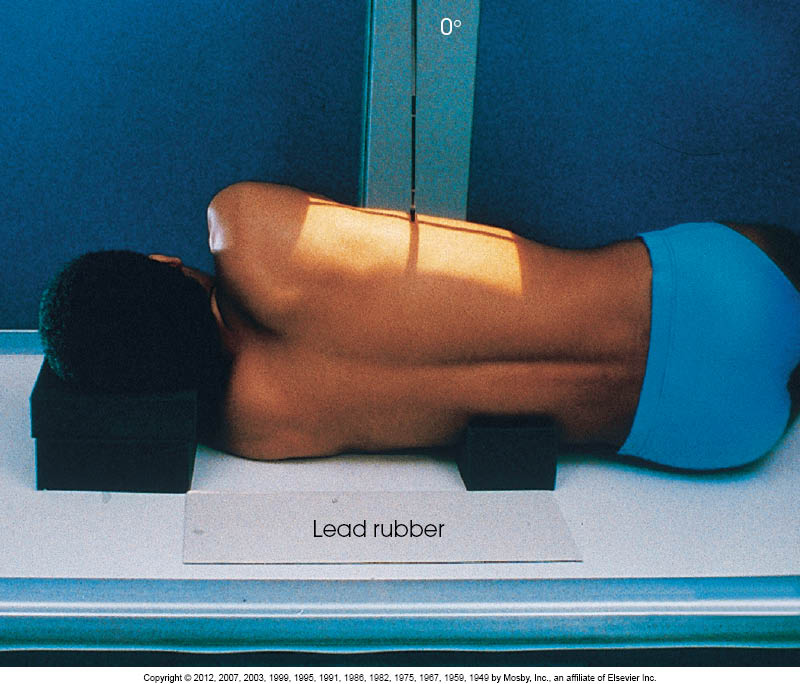 0°
Lead rubber
Copyright © 2012, 2007, 2003, 1999, 1995, 1991, 1986, 1982, 1975, 1967, 1959, 1949 by Mosby, Inc., an affiliate of Elsevier Inc.